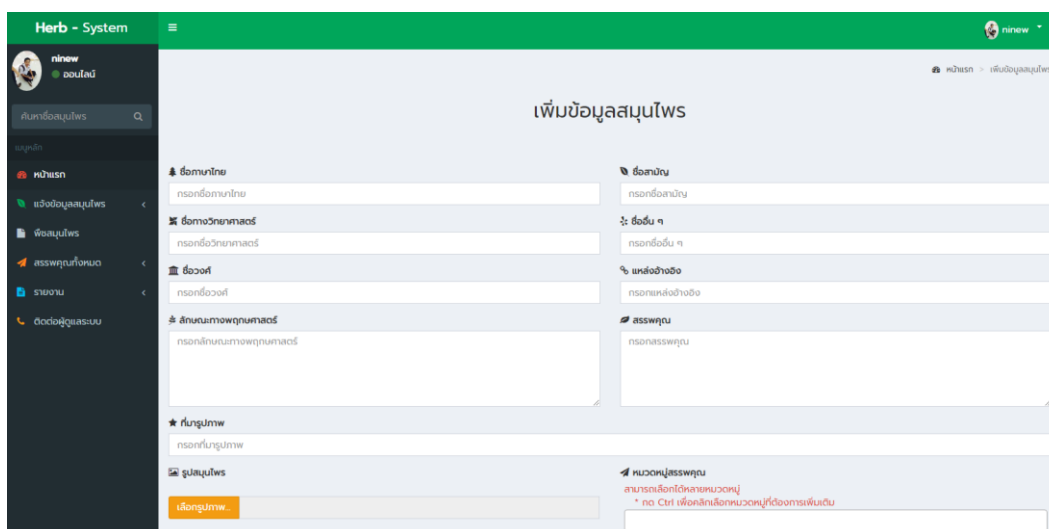 Herb - System
ninew
ninew
ออนไลน์
หน้าแรก > เพิ่มข้อมูลสมุนไพร
ค้นหาชื่อสมุนไพร
เมนูหลัก
หน้าแรก
แจ้งข้อมูลสมุนไพร
พืชสมุนไพร
สรรพคุณทั้งหมด
รายงาน
ติดต่อผู้ดูแลระบบ
เพิ่มข้อมูลสมุนไพร
ชื่อภาษาไทย
กรอกชื่อภาษาไทย
ชื่อสามัญ
กรอกชื่อสามัญ
ชื่อทางวิทยาศาสตร์
กรอกชื่อวิทยาศาสตร์
ชื่ออื่น ๆ
กรอกชื่ออื่น ๆ
ชื่อวงศ์
กรอกชื่อวงศ์
แหล่งอ้างอิง
กรอกแหล่งอ้างอิง
ลักษณะทางพฤกษศาสตร์
กรอกลักษณะทางพฤกษศาสตร์
สรรพคุณ
กรอกสรรพคุณ
ที่มารูปภาพ
กรอกที่มารูปภาพ
รูปสมุนไพร
เลือกรูปภาพ...
หมวดหมู่สรรพคุณ
สามารถเลือกได้หลายหมวดหมู่
* กด Ctrl เพื่อคลิกเลือกหมวดหมู่ที่ต้องการเพิ่มเติม